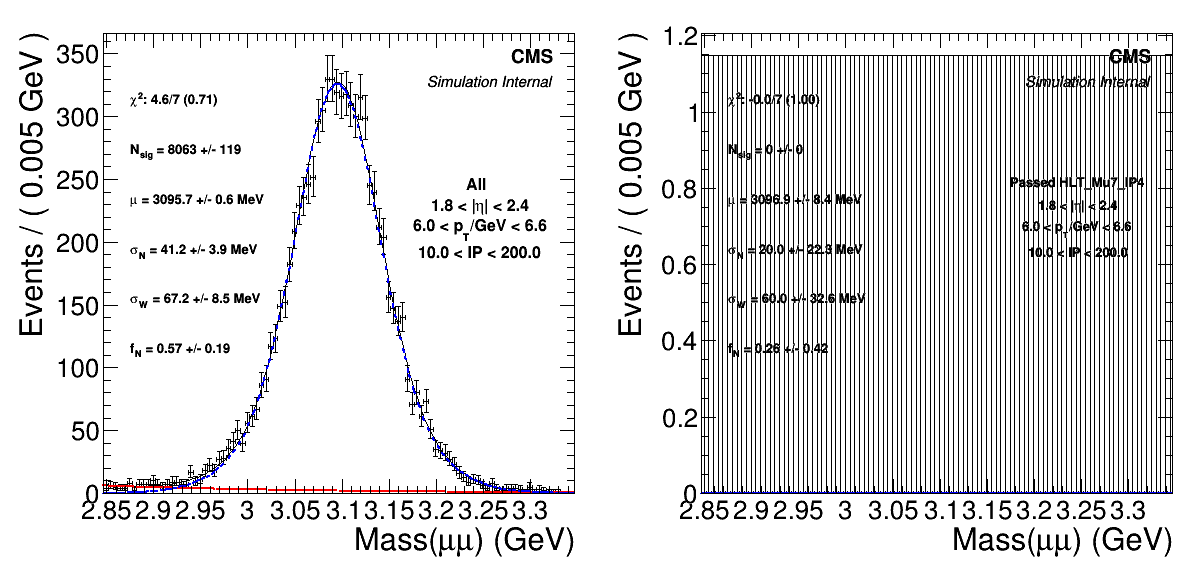 Events / ( 0.005 GeV )
350
300
250
200
150
100
50
0
CMS
Simulation Internal
χ²: 4.6/7 (0.71)
N_sig = 8063 +/- 119
μ = 3095.7 +/- 0.6 MeV
σ_N = 41.2 +/- 3.9 MeV
σ_W = 67.2 +/- 8.5 MeV
f_N = 0.57 +/- 0.19
All
1.8 < |η| < 2.4
6.0 < p_T/GeV < 6.6
10.0 < IP < 200.0
2.85 2.9 2.95 3 3.05 3.1 3.15 3.2 3.25 3.3
Mass(μμ) (GeV)
Events / ( 0.005 GeV )
1.2
1
0.8
0.6
0.4
0.2
0
CMS
Simulation Internal
χ²: -0.0/7 (1.00)
N_sig = 0 +/- 0
μ = 3096.9 +/- 8.4 MeV
σ_N = 20.0 +/- 22.3 MeV
σ_W = 60.0 +/- 32.6 MeV
f_N = 0.26 +/- 0.42
Passed HLT_Mu7_IP4
1.8 < |η| < 2.4
6.0 < p_T/GeV < 6.6
10.0 < IP < 200.0
2.85 2.9 2.95 3 3.05 3.1 3.15 3.2 3.25 3.3
Mass(μμ) (GeV)